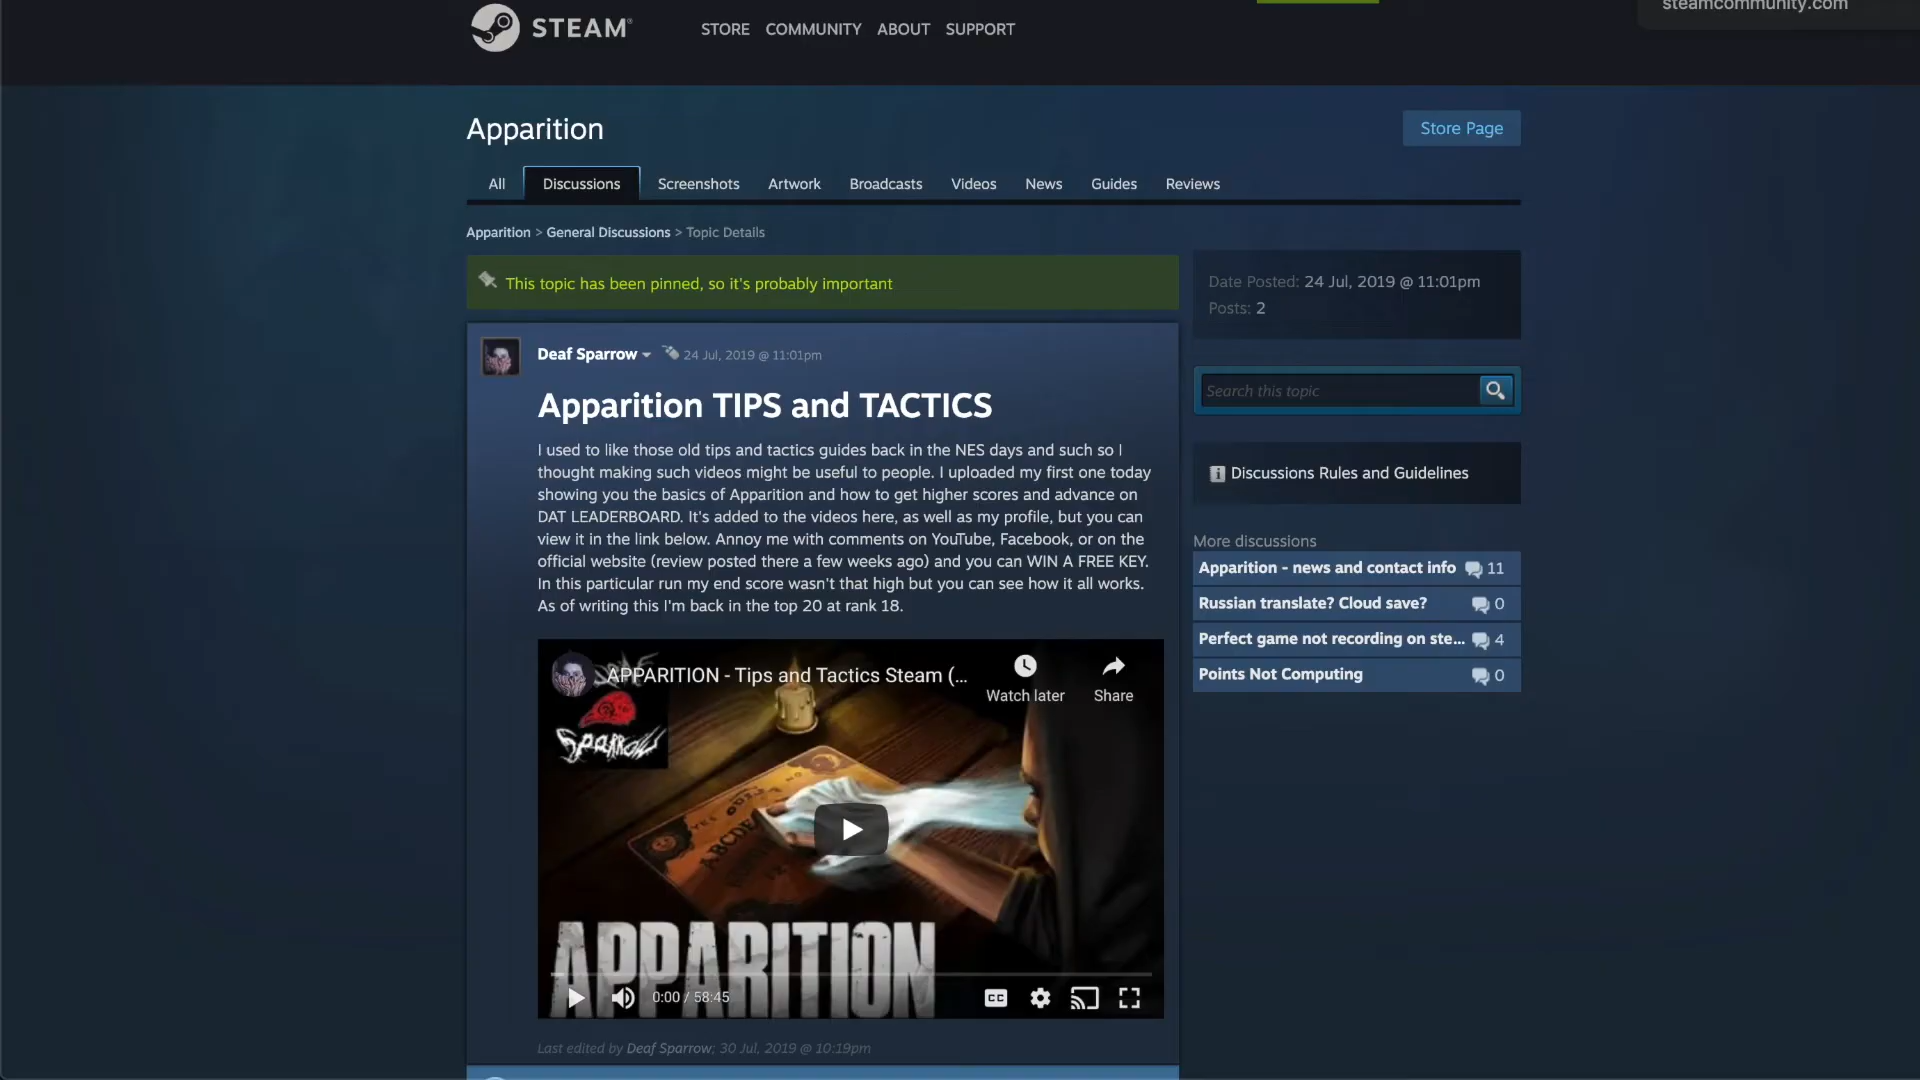 steamcommunity.com
STEAM®
STORE COMMUNITY ABOUT SUPPORT
Apparition
Store Page
All Discussions Screenshots Artwork Broadcasts Videos News Guides Reviews
Apparition > General Discussions > Topic Details
This topic has been pinned, so it's probably important
Deaf Sparrow 24 Jul, 2019 @ 11:01pm
Apparition TIPS and TACTICS
I used to like those old tips and tactics guides back in the NES days and such so I
thought making such videos might be useful to people. I uploaded my first one today
showing you the basics of Apparition and how to get higher scores and advance on
DAT LEADERBOARD. It's added to the videos here, as well as my profile, but you can
view it in the link below. Annoy me with comments on YouTube, Facebook, or on the
official website (review posted there a few weeks ago) and you can WIN A FREE KEY.
In this particular run my end score wasn't that high but you can see how it all works.
As of writing this I'm back in the top 20 at rank 18.
APPARITION - Tips and Tactics Steam (...
Watch later
Share
Sparrow
YES
ABCDE
APPARITION
0:00 / 58:45
CC
Last edited by Deaf Sparrow; 30 Jul, 2019 @ 10:19pm
Date Posted: 24 Jul, 2019 @ 11:01pm
Posts: 2
Search this topic
Discussions Rules and Guidelines
More discussions
Apparition - news and contact info 11
Russian translate? Cloud save? 0
Perfect game not recording on ste... 4
Points Not Computing 0